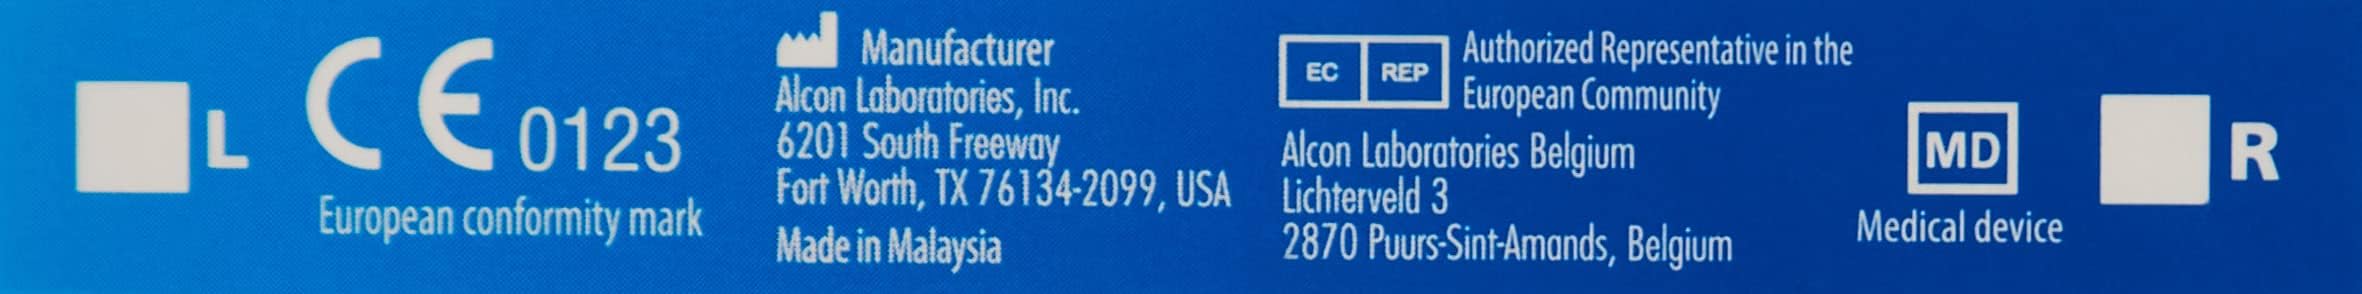 L
CE 0123
European conformity mark
Manufacturer
Alcon Laboratories, Inc.
6201 South Freeway
Fort Worth, TX 76134-2099, USA
Made in Malaysia
EC REP
Authorized Representative in the
European Community
Alcon Laboratories Belgium
Lichterveld 3
2870 Puurs-Sint-Amands, Belgium
MD
Medical device
R